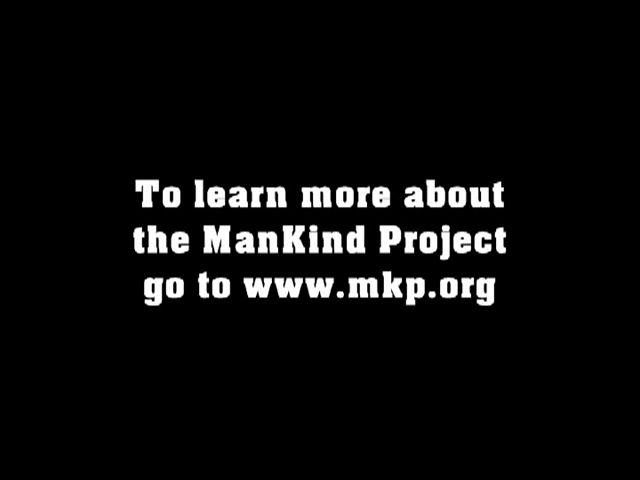 To learn more about
the ManKind Project
go to www.mkp.org